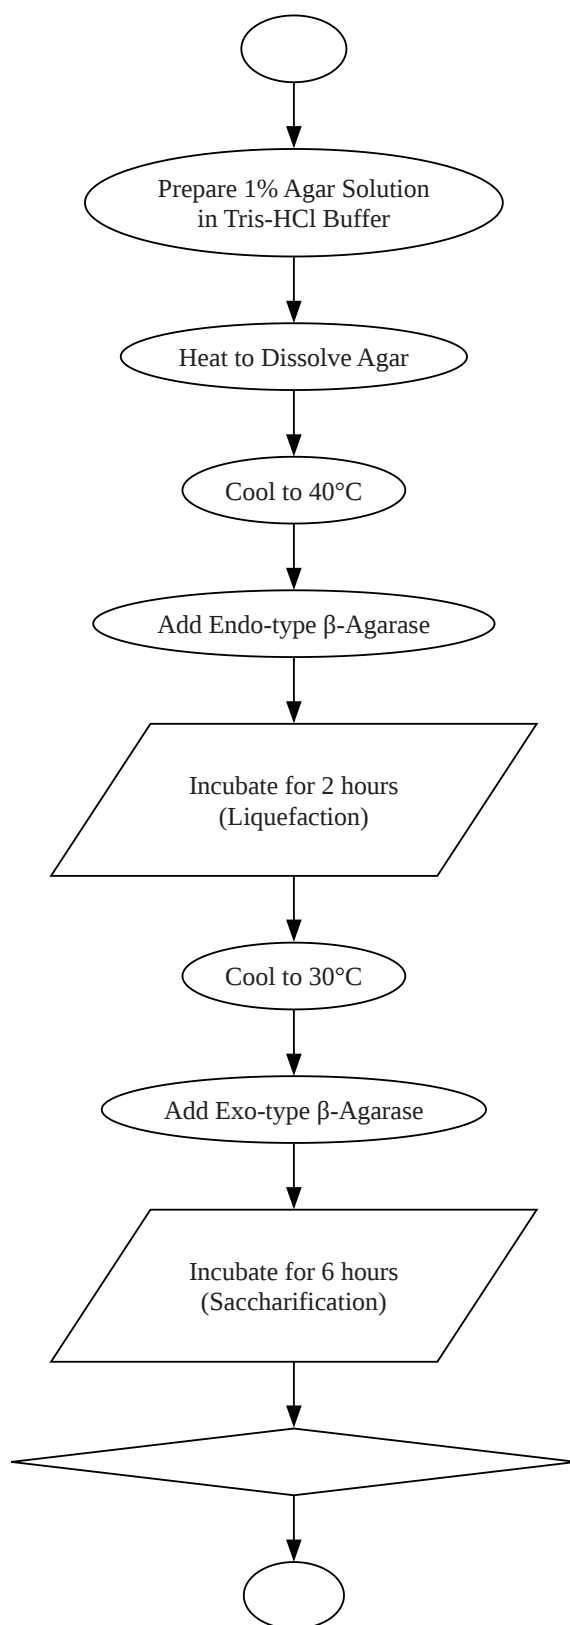 Prepare 1% Agar Solution
in Tris-HCl Buffer
Heat to Dissolve Agar
Cool to 40°C
Add Endo-type β-Agarase
Incubate for 2 hours
(Liquefaction)
Cool to 30°C
Add Exo-type β-Agarase
Incubate for 6 hours
(Saccharification)